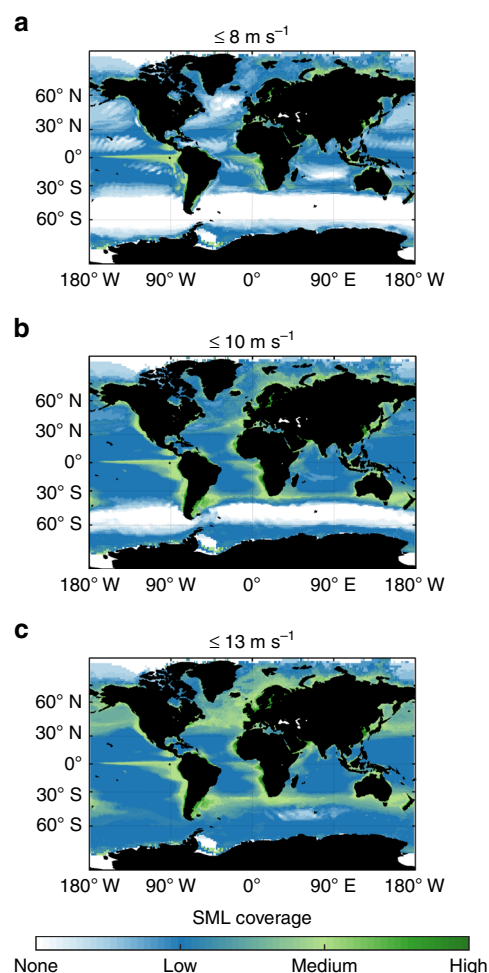 a
≤ 8 m s⁻¹
60° N
30° N
0°
30° S
60° S
180° W 90° W 0° 90° E 180° W
b
≤ 10 m s⁻¹
60° N
30° N
0°
30° S
60° S
180° W 90° W 0° 90° E 180° W
c
≤ 13 m s⁻¹
60° N
30° N
0°
30° S
60° S
180° W 90° W 0° 90° E 180° W
SML coverage
None Low Medium High